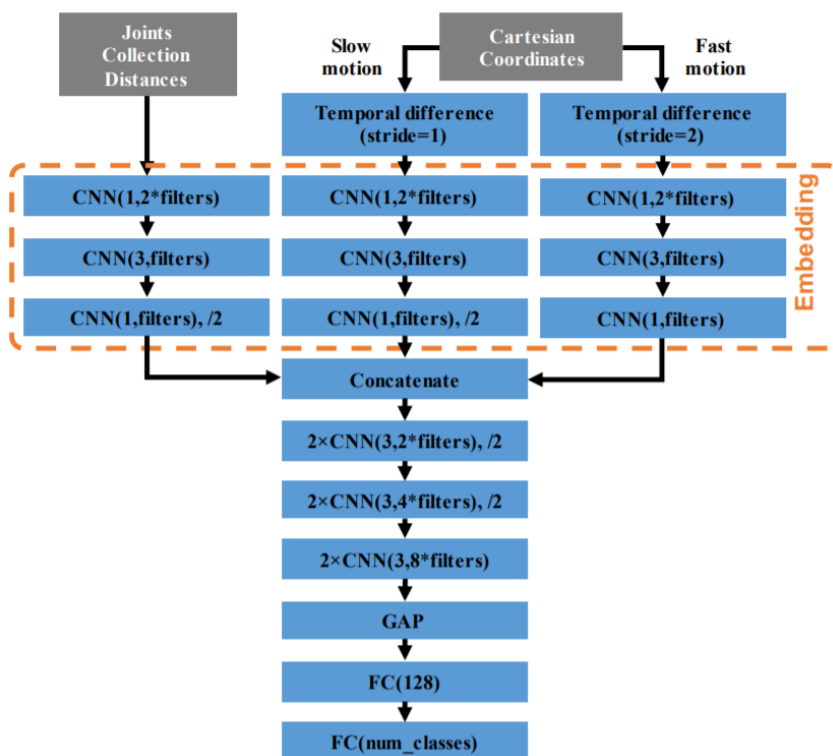 Joints
Collection
Distances
Slow
motion
Cartesian
Coordinates
Fast
motion
Temporal difference
(stride=1)
Temporal difference
(stride=2)
CNN(1,2*filters)
CNN(1,2*filters)
CNN(1,2*filters)
CNN(3,filters)
CNN(3,filters)
CNN(3,filters)
CNN(1,filters), /2
CNN(1,filters), /2
CNN(1,filters)
Embedding
Concatenate
2×CNN(3,2*filters), /2
2×CNN(3,4*filters), /2
2×CNN(3,8*filters)
GAP
FC(128)
FC(num_classes)